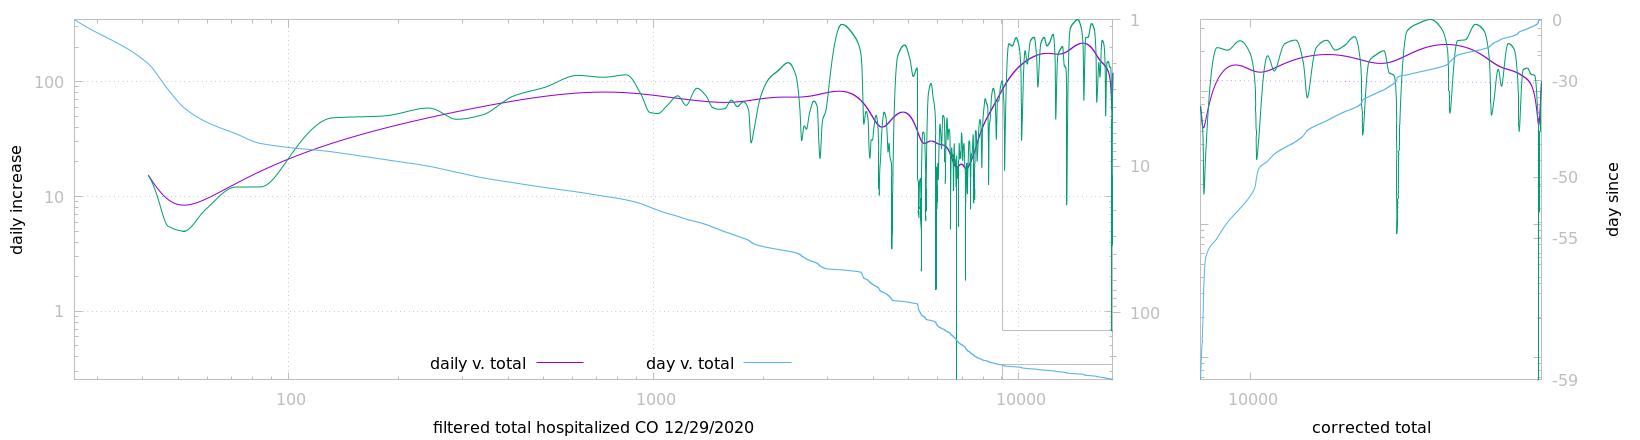 100
10
1
daily increase
1
10
100
daily v. total
day v. total
100
1000
10000
filtered total hospitalized CO 12/29/2020
0
-30
-50
-55
-59
day since
10000
corrected total